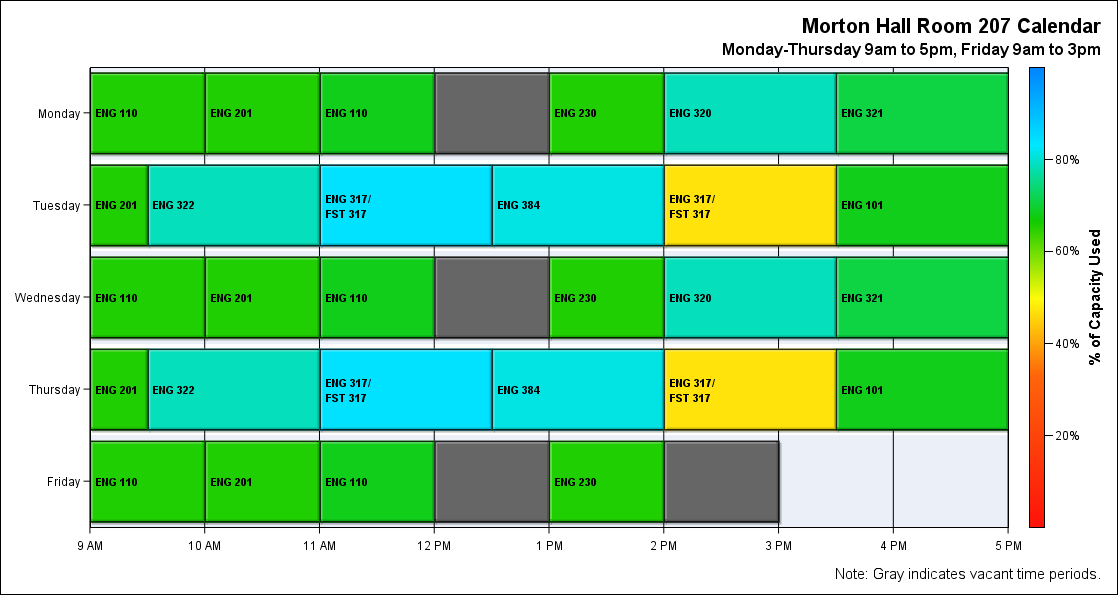 Morton Hall Room 207 Calendar
Monday-Thursday 9am to 5pm, Friday 9am to 3pm
Monday
ENG 110
ENG 201
ENG 110
ENG 230
ENG 320
ENG 321
Tuesday
ENG 201
ENG 322
ENG 317/
FST 317
ENG 384
ENG 317/
FST 317
ENG 101
Wednesday
ENG 110
ENG 201
ENG 110
ENG 230
ENG 320
ENG 321
Thursday
ENG 201
ENG 322
ENG 317/
FST 317
ENG 384
ENG 317/
FST 317
ENG 101
Friday
ENG 110
ENG 201
ENG 110
ENG 230
9 AM
10 AM
11 AM
12 PM
1 PM
2 PM
3 PM
4 PM
5 PM
80%
60%
40%
20%
% of Capacity Used
Note: Gray indicates vacant time periods.